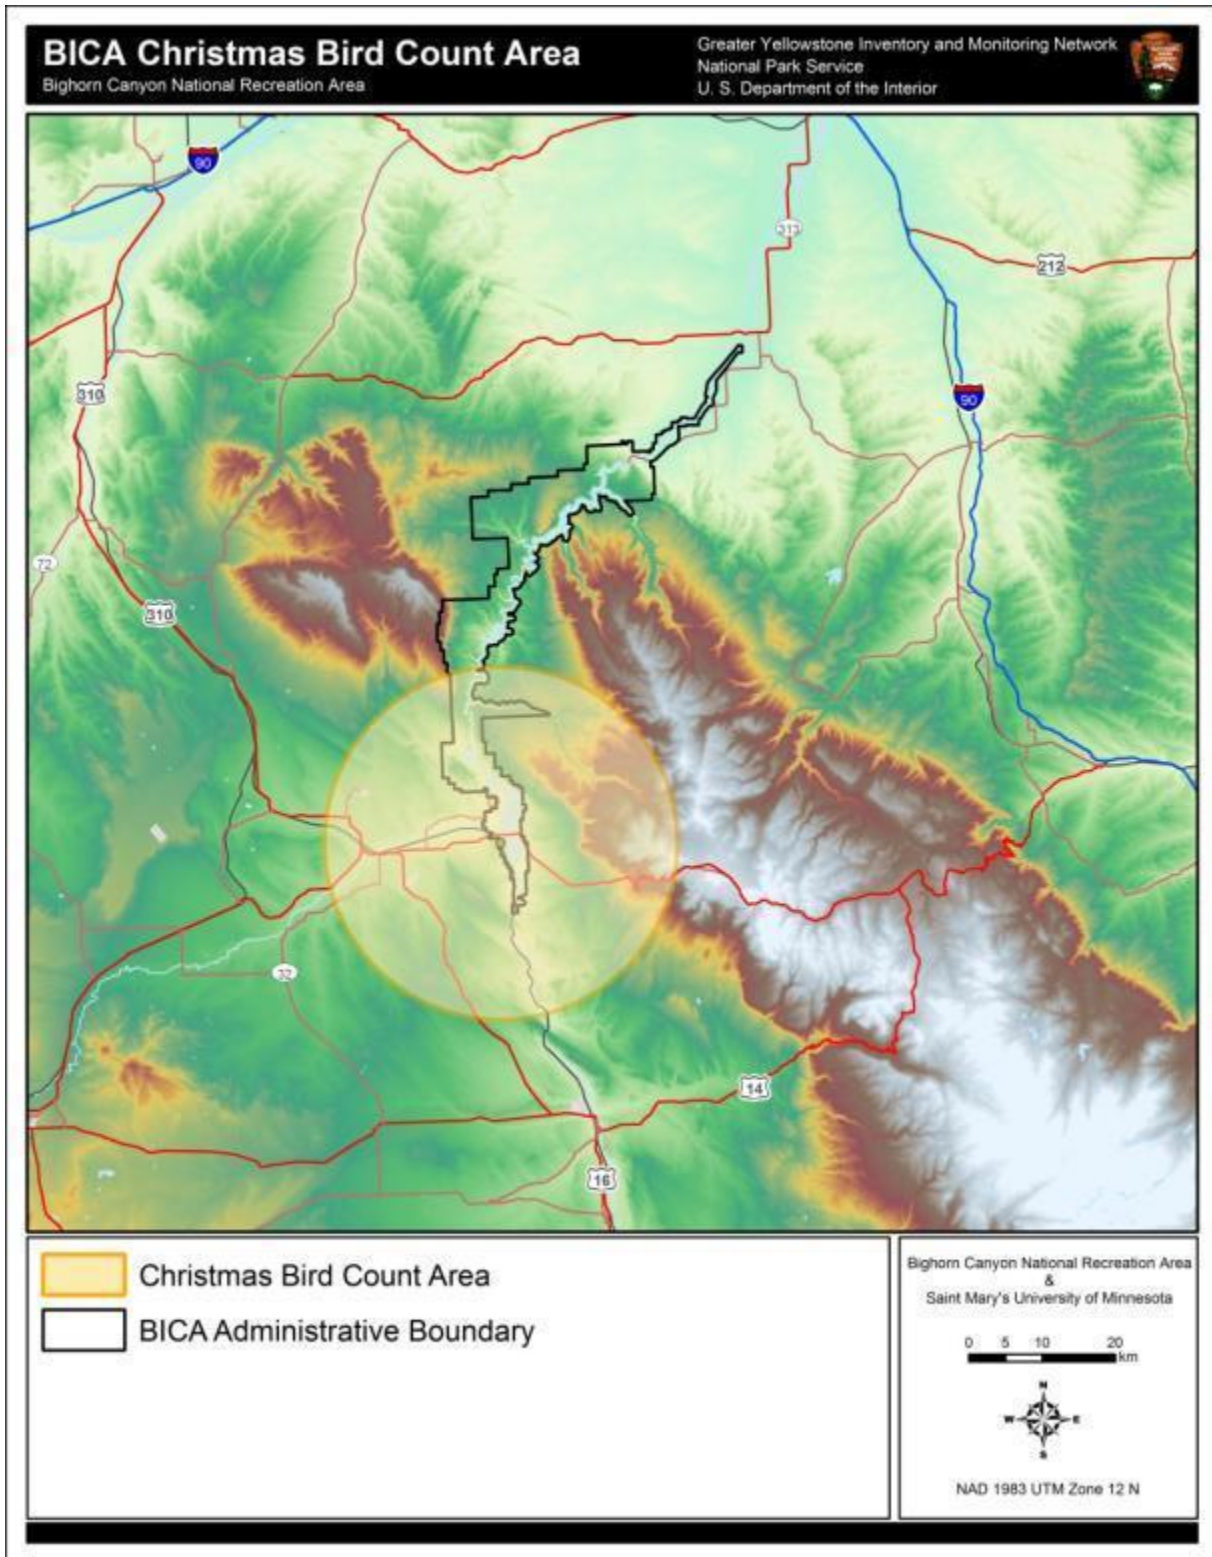 BICA Christmas Bird Count Area
Bighorn Canyon National Recreation Area
Greater Yellowstone Inventory and Monitoring Network
National Park Service
U. S. Department of the Interior
90
313
212
310
90
72
310
32
14
16
Christmas Bird Count Area
BICA Administrative Boundary
Bighorn Canyon National Recreation Area
&
Saint Mary's University of Minnesota
0 5 10 20
km
N
W E
S
NAD 1983 UTM Zone 12 N